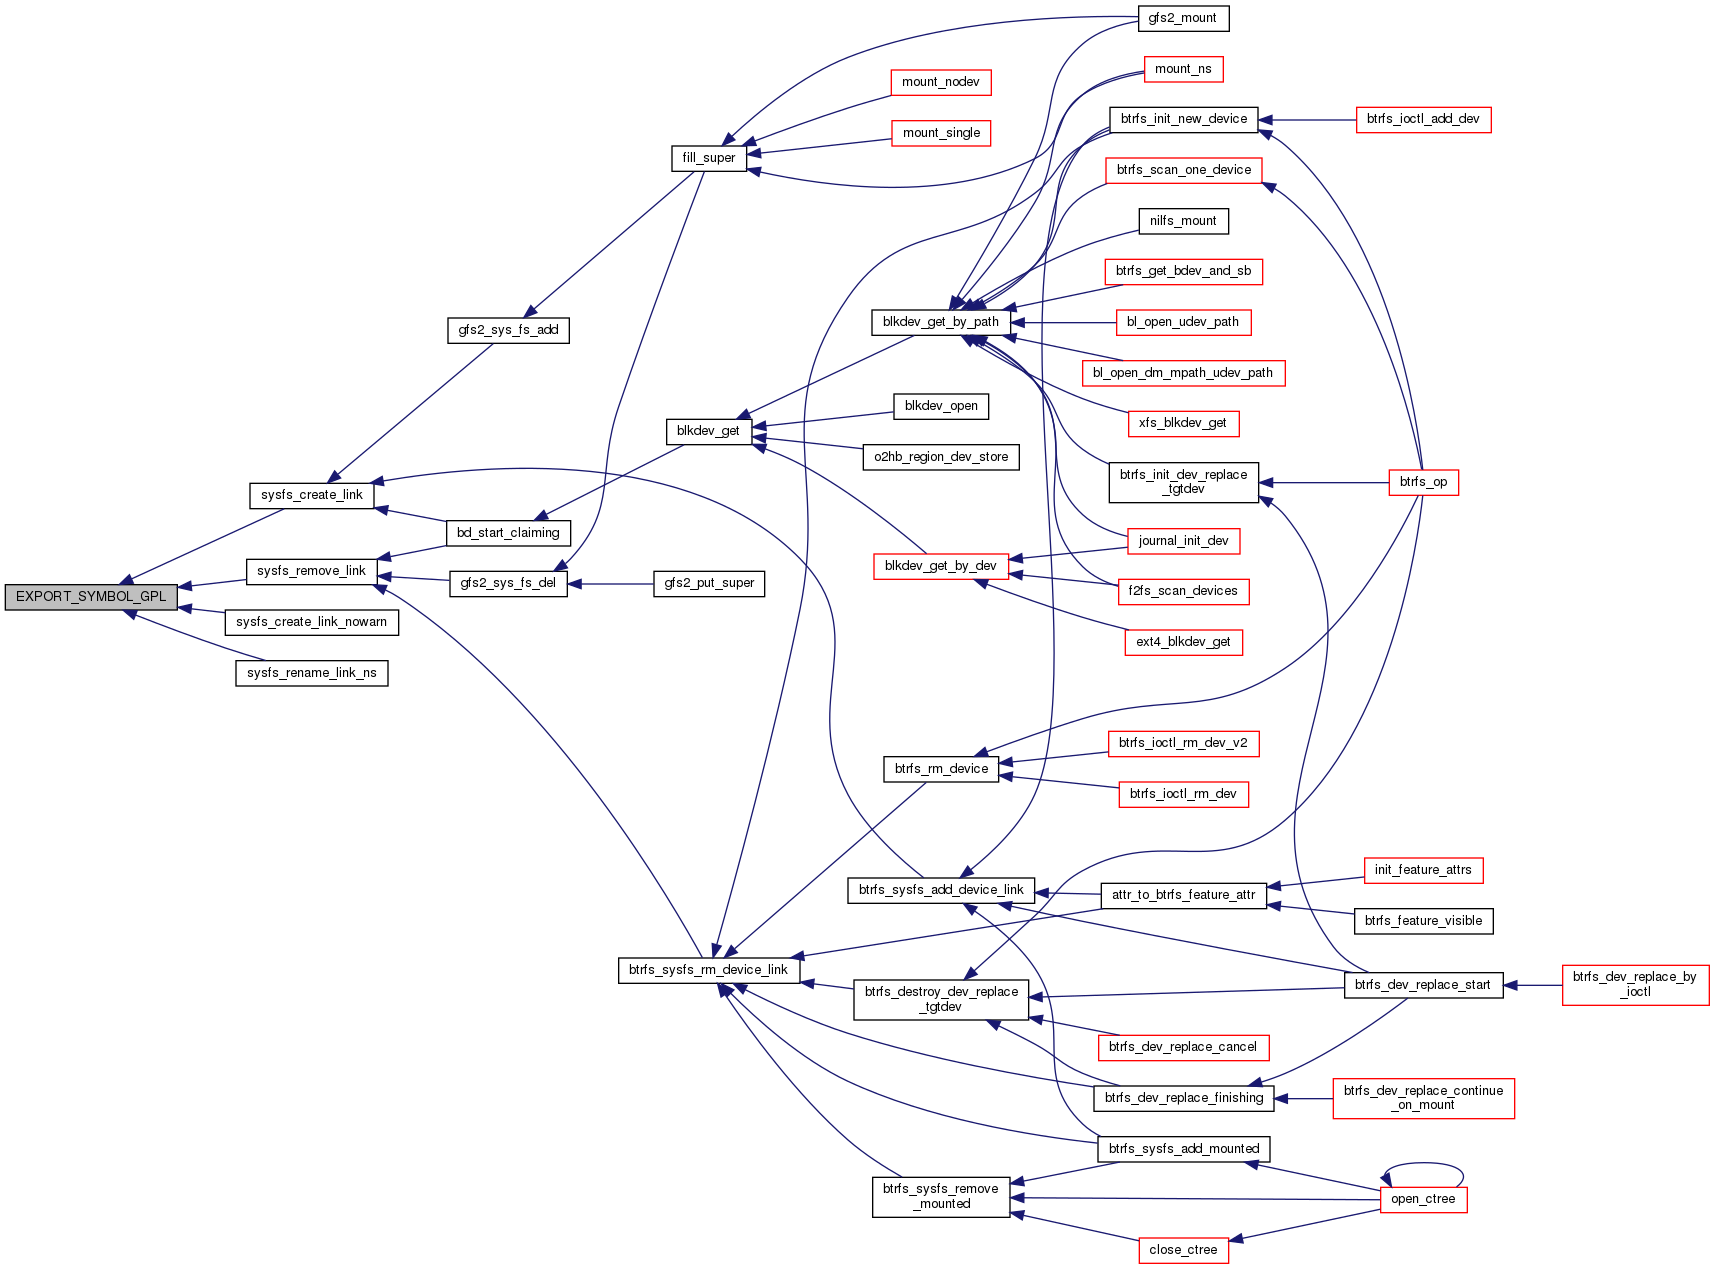 gfs2_mount
mount_ns
mount_nodev
btrfs_init_new_device
btrfs_ioctl_add_dev
mount_single
fill_super
btrfs_scan_one_device
nilfs_mount
btrfs_get_bdev_and_sb
gfs2_sys_fs_add
blkdev_get_by_path
bl_open_udev_path
bl_open_dm_mpath_udev_path
blkdev_open
xfs_blkdev_get
blkdev_get
o2hb_region_dev_store
btrfs_init_dev_replace
_tgtdev
btrfs_op
sysfs_create_link
bd_start_claiming
journal_init_dev
sysfs_remove_link
blkdev_get_by_dev
gfs2_sys_fs_del
gfs2_put_super
f2fs_scan_devices
EXPORT_SYMBOL_GPL
sysfs_create_link_nowarn
ext4_blkdev_get
sysfs_rename_link_ns
btrfs_ioctl_rm_dev_v2
btrfs_rm_device
btrfs_ioctl_rm_dev
init_feature_attrs
btrfs_sysfs_add_device_link
attr_to_btrfs_feature_attr
btrfs_feature_visible
btrfs_sysfs_rm_device_link
btrfs_destroy_dev_replace
_tgtdev
btrfs_dev_replace_start
btrfs_dev_replace_by
_ioctl
btrfs_dev_replace_cancel
btrfs_dev_replace_finishing
btrfs_dev_replace_continue
_on_mount
btrfs_sysfs_add_mounted
btrfs_sysfs_remove
_mounted
open_ctree
close_ctree